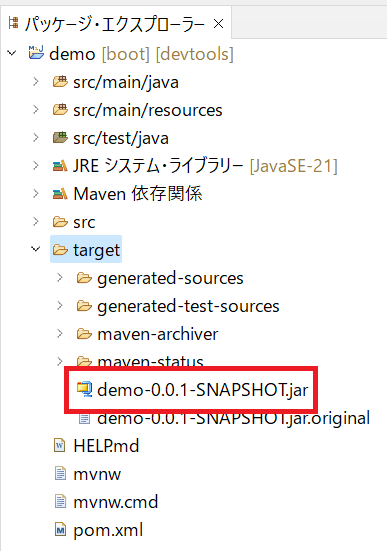 パッケージ・エクスプローラー
demo [boot] [devtools]
src/main/java
src/main/resources
src/test/java
JRE システム・ライブラリー [JavaSE-21]
Maven 依存関係
src
target
generated-sources
generated-test-sources
maven-archiver
maven-status
demo-0.0.1-SNAPSHOT.jar
demo-0.0.1-SNAPSHOT.jar.original
HELP.md
mvnw
mvnw.cmd
pom.xml